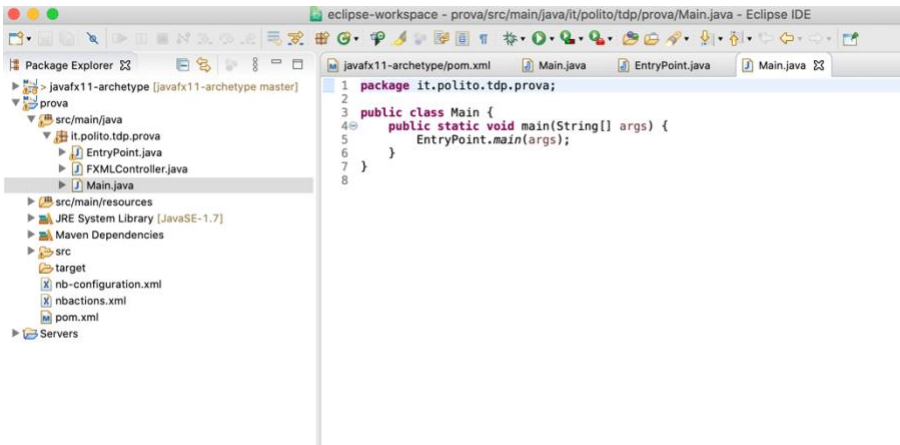 eclipse-workspace - prova/src/main/java/it/polito/tdp/prova/Main.java - Eclipse IDE
Package Explorer
> javafx11-archetype [javafx11-archetype master]
prova
src/main/java
it.polito.tdp.prova
EntryPoint.java
FXMLController.java
Main.java
src/main/resources
JRE System Library [JavaSE-1.7]
Maven Dependencies
src
target
nb-configuration.xml
nbactions.xml
pom.xml
Servers
javafx11-archetype/pom.xml Main.java EntryPoint.java Main.java
1 package it.polito.tdp.prova;
2
3 public class Main {
4 public static void main(String[] args) {
5 EntryPoint.main(args);
6 }
7 }
8